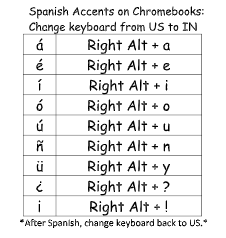 Spanish Accents on Chromebooks:
Change keyboard from US to IN
á Right Alt + a
é Right Alt + e
í Right Alt + i
ó Right Alt + o
ú Right Alt + u
ñ Right Alt + n
ü Right Alt + y
¿ Right Alt + ?
¡ Right Alt + !
*After Spanish, change keyboard back to US.*